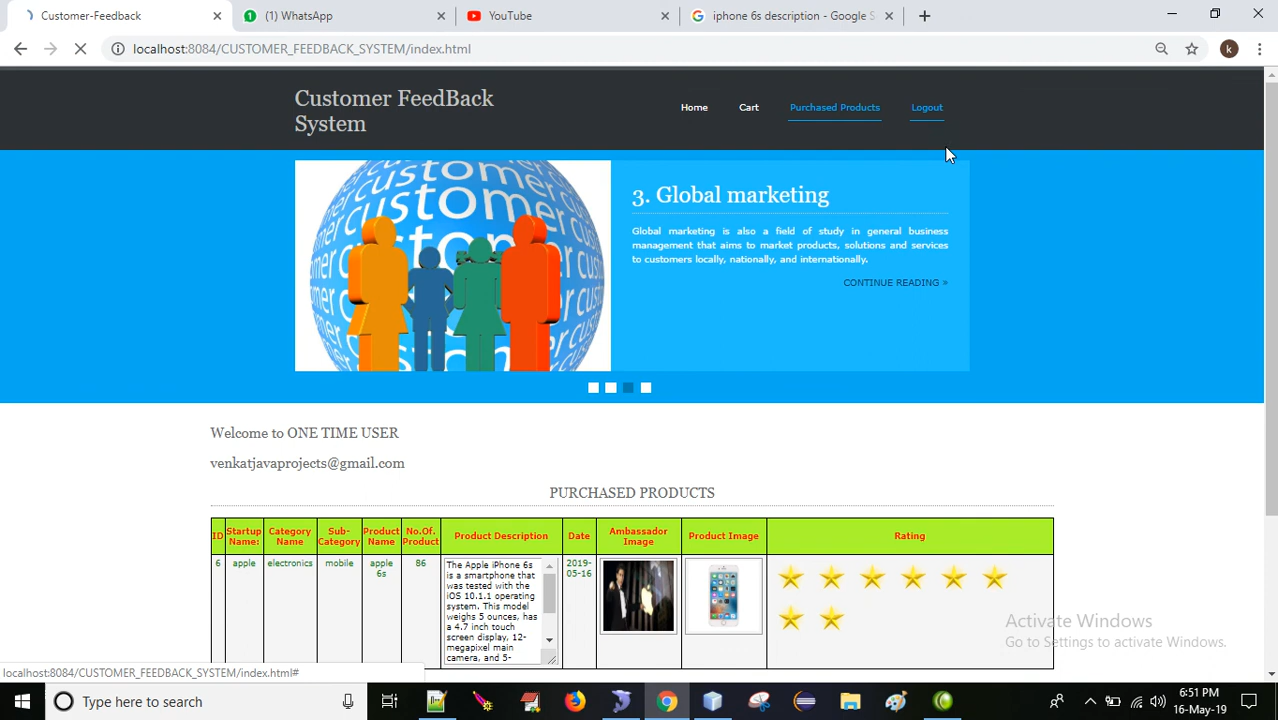 Customer-Feedback
(1) WhatsApp
YouTube
iphone 6s description - Google S
localhost:8084/CUSTOMER_FEEDBACK_SYSTEM/index.html
k
Customer FeedBack
System
Home
Cart
Purchased Products
Logout
customer
3. Global marketing
Global marketing is also a field of study in general business
management that aims to market products, solutions and services
to customers locally, nationally, and internationally.
CONTINUE READING »
Welcome to ONE TIME USER
venkatjavaprojects@gmail.com
PURCHASED PRODUCTS
ID
Startup Name:
Category Name
Sub-Category
Product Name
No.Of. Product
Product Description
Date
Ambassador Image
Product Image
Rating
6
apple
electronics
mobile
apple 6s
86
The Apple iPhone 6s
is a smartphone that
was tested with the
iOS 10.1.1 operating
system. This model
weighs 5 ounces, has
a 4.7 inch touch
screen display, 12-
megapixel main
camera, and 5-
2019-
05-16
Activate Windows
Go to Settings to activate Windows.
localhost:8084/CUSTOMER_FEEDBACK_SYSTEM/index.html#
Type here to search
6:51 PM
16-May-19